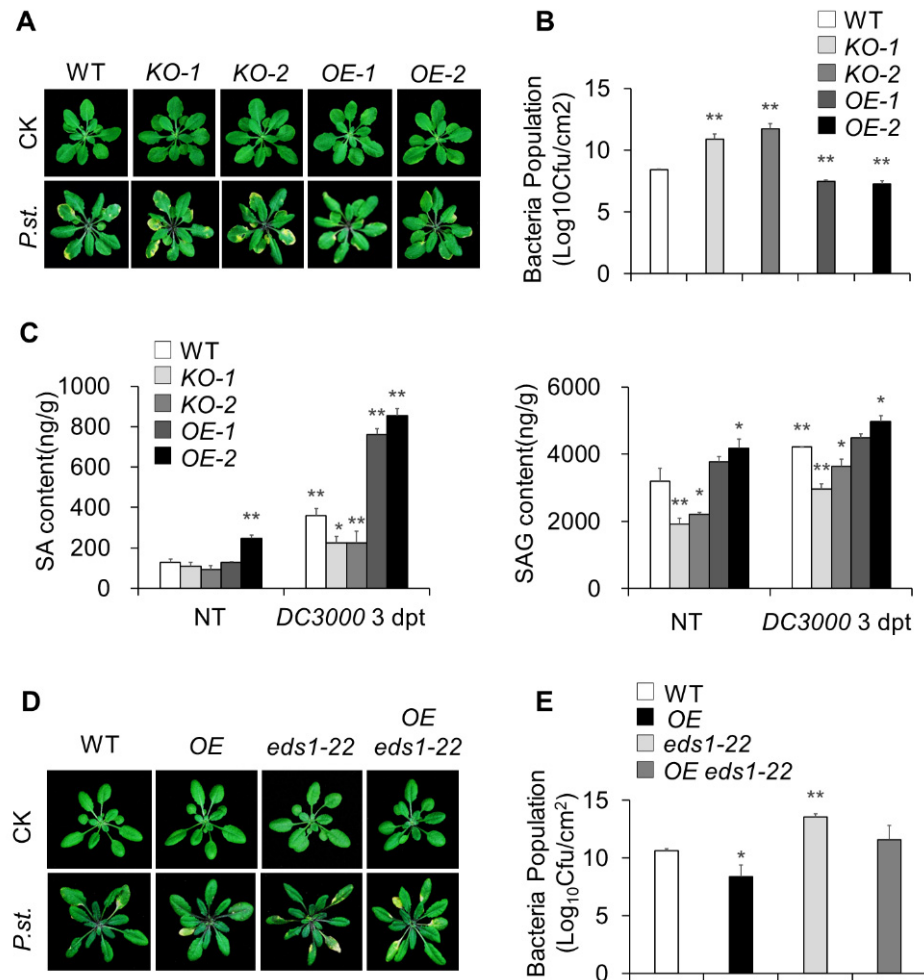 A
WT KO-1 KO-2 OE-1 OE-2
CK
P.st.
B
WT
KO-1
KO-2
OE-1
OE-2
Bacteria Population
(Log10Cfu/cm2)
15
10
5
0
** ** ** **
C
WT
KO-1
KO-2
OE-1
OE-2
SA content(ng/g)
1000
800
600
400
200
0
** ** * ** ** **
NT DC3000 3 dpt
SAG content(ng/g)
6000
4000
2000
0
** * * ** ** * *
NT DC3000 3 dpt
D
WT OE eds1-22 OE eds1-22
CK
P.st.
E
WT
OE
eds1-22
OE eds1-22
Bacteria Population
(Log10Cfu/cm²)
15
10
5
0
* **